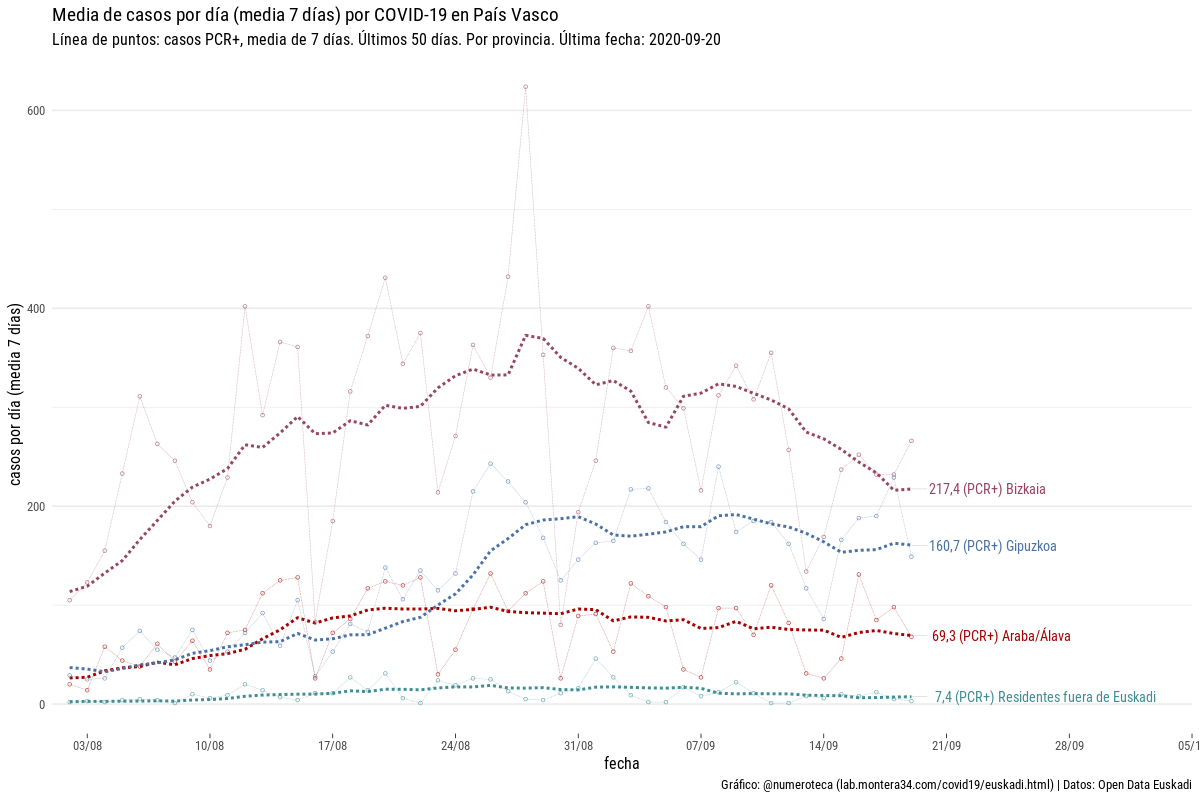 Media de casos por día (media 7 días) por COVID-19 en País Vasco
Línea de puntos: casos PCR+, media de 7 días. Últimos 50 días. Por provincia. Última fecha: 2020-09-20
casos por día (media 7 días)
600
400
200
0
217,4 (PCR+) Bizkaia
160,7 (PCR+) Gipuzkoa
69,3 (PCR+) Araba/Álava
7,4 (PCR+) Residentes fuera de Euskadi
03/08 10/08 17/08 24/08 31/08 07/09 14/09 21/09 28/09 05/1
fecha
Gráfico: @numeroteca (lab.montera34.com/covid19/euskadi.html) | Datos: Open Data Euskadi